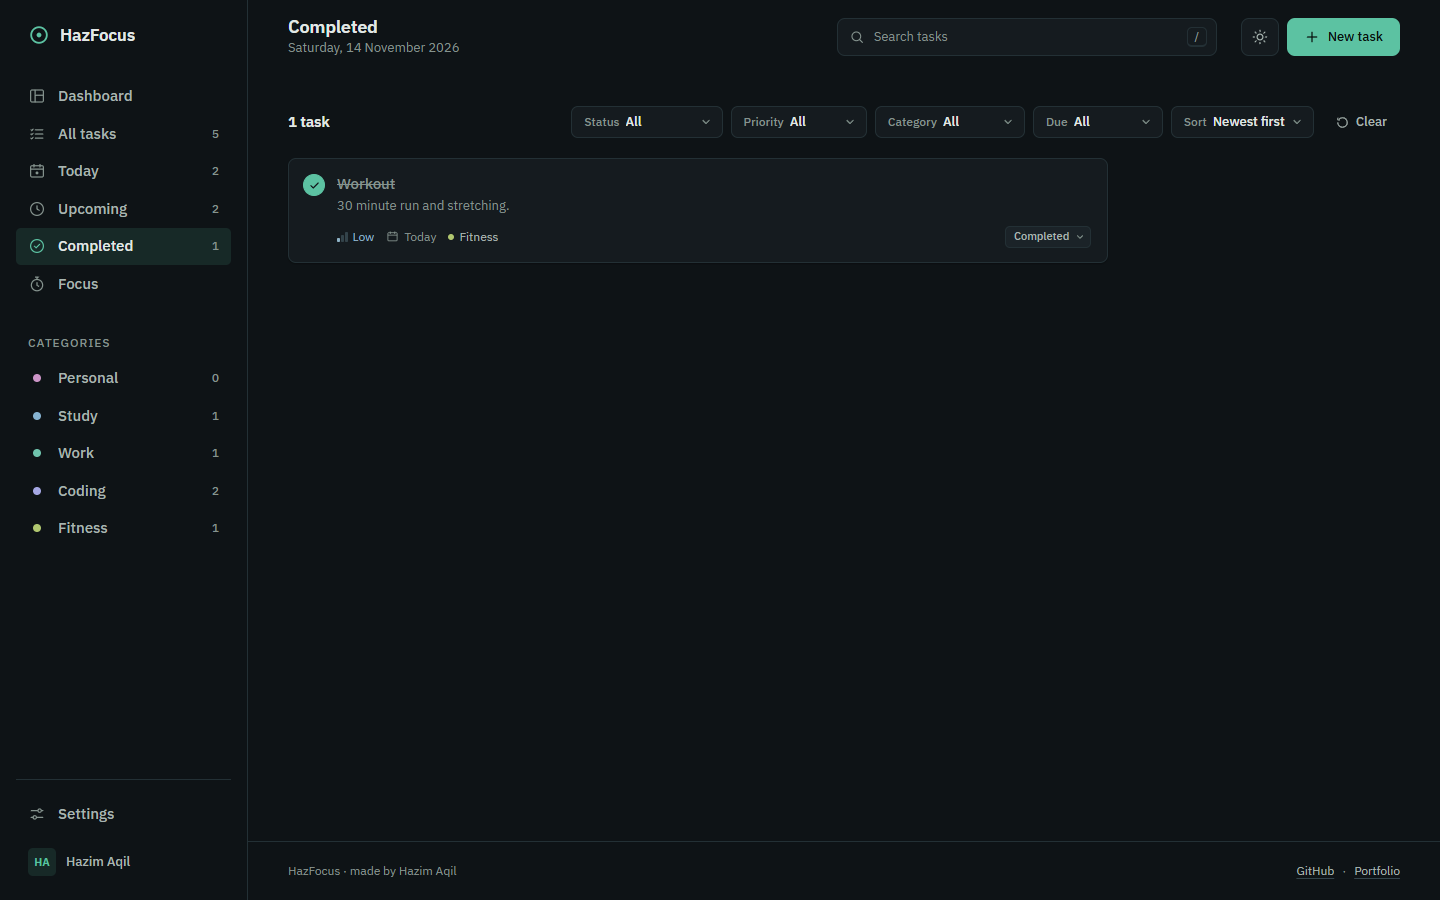 HazFocus
Dashboard
All tasks 5
Today 2
Upcoming 2
Completed 1
Focus
CATEGORIES
Personal 0
Study 1
Work 1
Coding 2
Fitness 1
Settings
HA Hazim Aqil
Completed
Saturday, 14 November 2026
Search tasks /
New task
1 task
Status All
Priority All
Category All
Due All
Sort Newest first
Clear
Workout
30 minute run and stretching.
Low Today Fitness
Completed
HazFocus · made by Hazim Aqil
GitHub · Portfolio